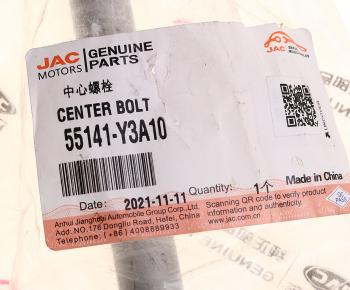 JAC MOTORS GENUINE PARTS
JAC
中心螺栓
CENTER BOLT
55141-Y3A10
Date: 2021-11-11 Quantity: 1个 Made in China
Scanning QR code to verify product
information and authenticity.
Anhui Jianghuai Automobile Group Corp., Ltd.
Add: NO.176 Dongliu Road, Hefei, China www.jac.com.cn
Telephone: (+86) 4008889933